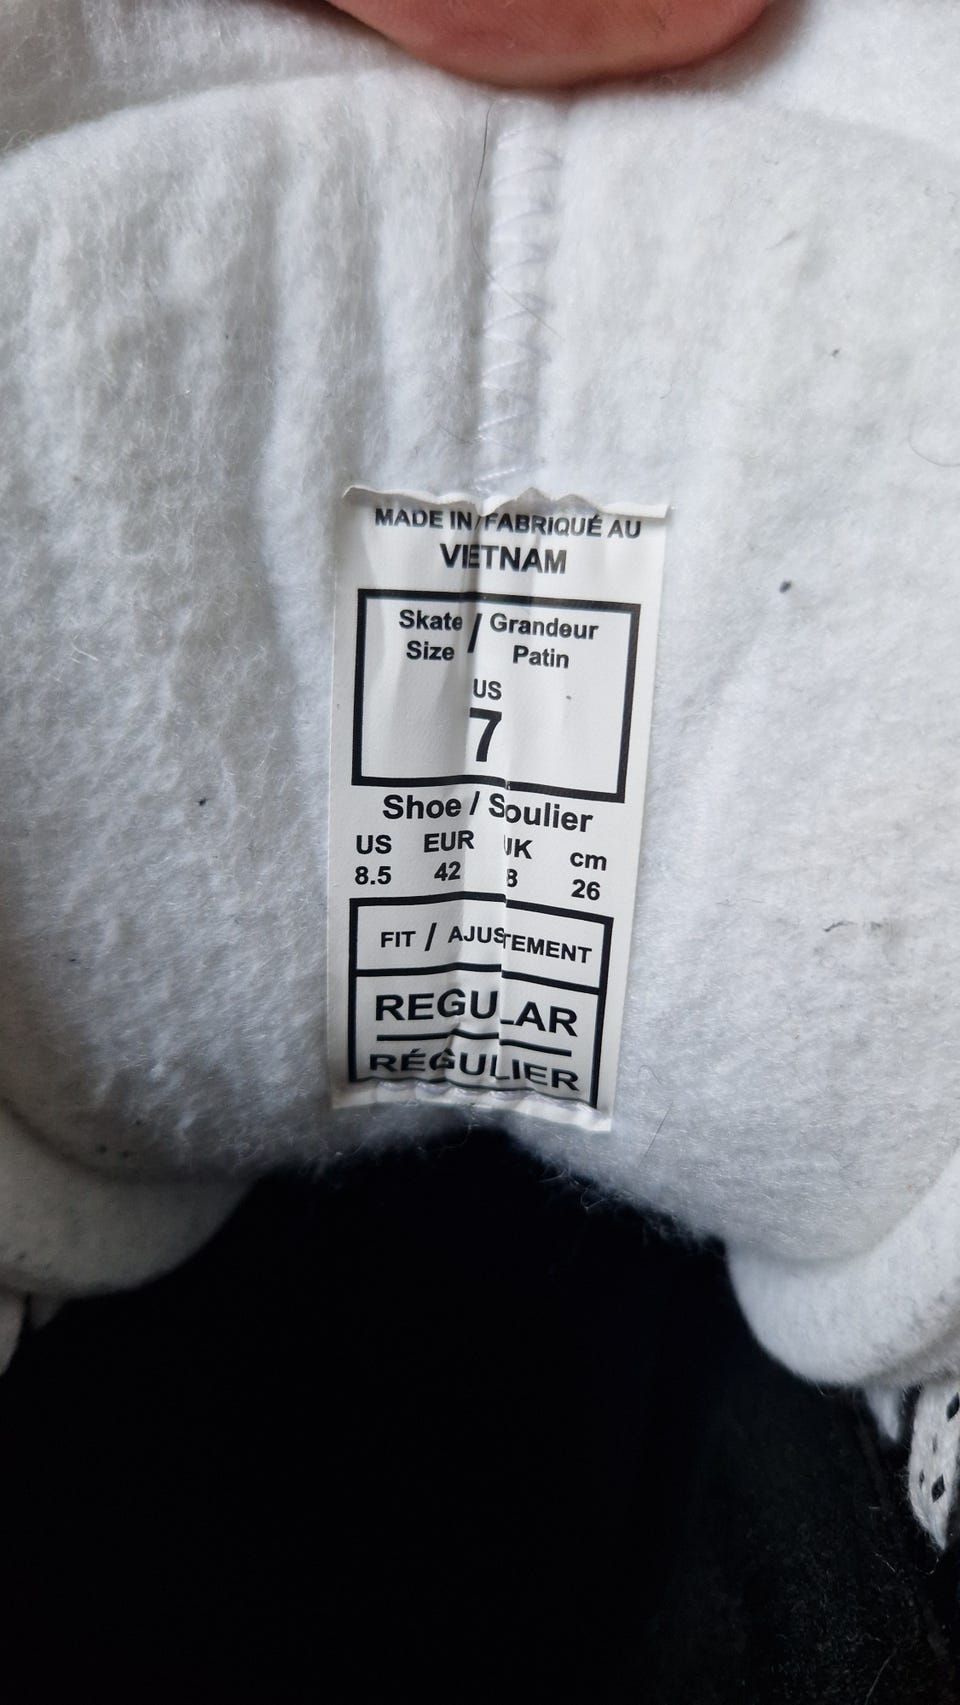 MADE IN/FABRIQUÉ AU
VIETNAM
Skate / Grandeur
Size Patin
US
7
Shoe / Soulier
US EUR UK cm
8.5 42 8 26
FIT / AJUSTEMENT
REGULAR
RÉGULIER